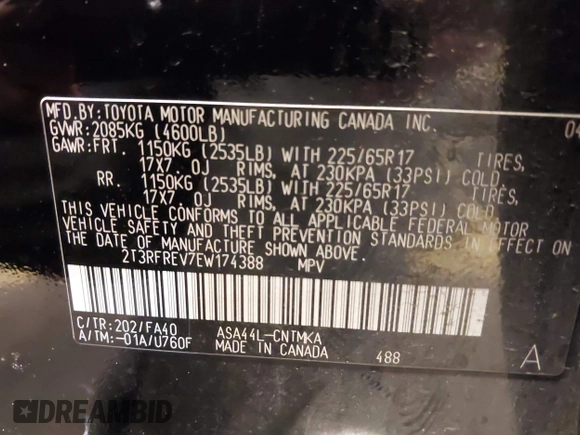 MFD.BY:TOYOTA MOTOR MANUFACTURING CANADA INC.
GVWR:2085KG (4600LB)
GAWR:FRT. 1150KG (2535LB) WITH 225/65R17 TIRES,
17X7 0J RIMS, AT 230KPA (33PSI) COLD
RR. 1150KG (2535LB) WITH 225/65R17 TIRES,
17X7 0J RIMS, AT 230KPA (33PSI) COLD.
THIS VEHICLE CONFORMS TO ALL APPLICABLE FEDERAL MOTOR
VEHICLE SAFETY AND THEFT PREVENTION STANDARDS IN EFFECT ON
THE DATE OF MANUFACTURE SHOWN ABOVE.
2T3RFREV7EW174388 MPV
C/TR:202/FA40 ASA44L-CNTMKA
A/TM:-01A/U760F MADE IN CANADA 488 A
DREAMBID